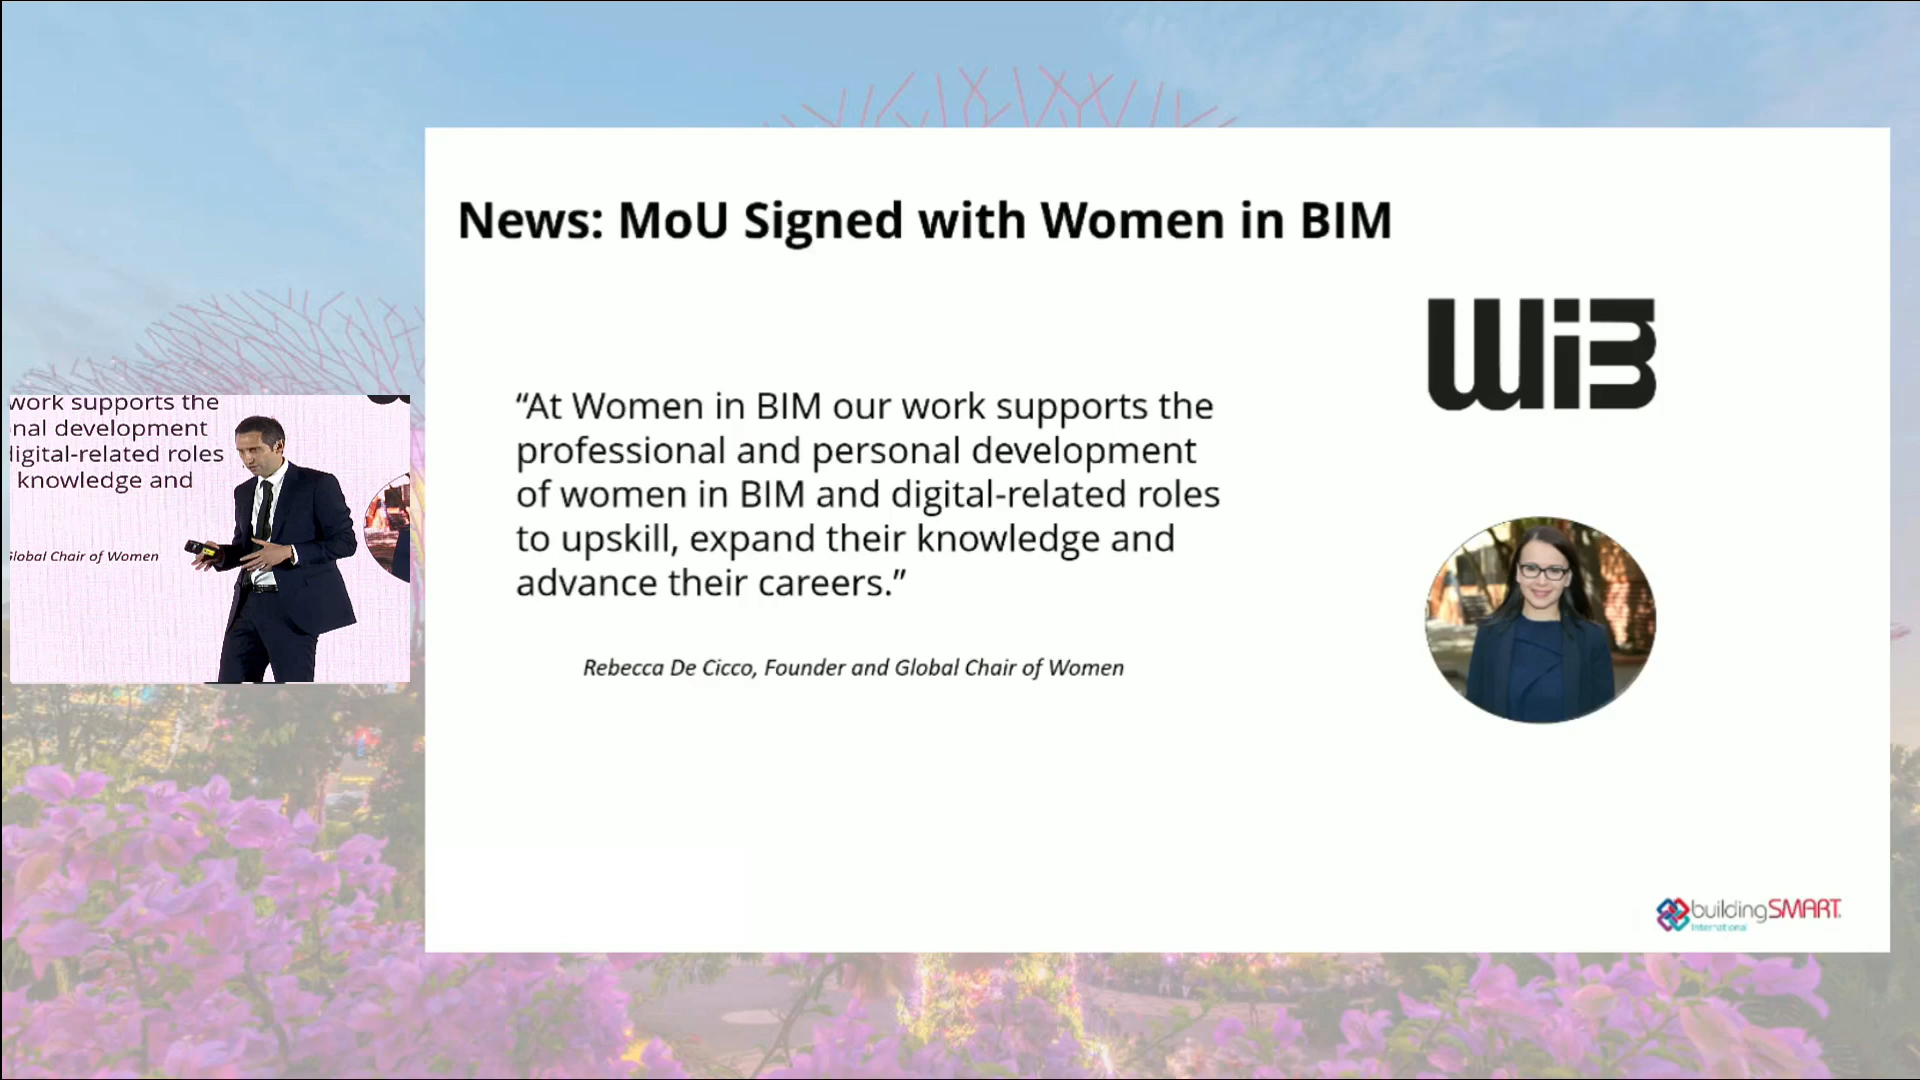 News: MoU Signed with Women in BIM
WiB
“At Women in BIM our work supports the
professional and personal development
of women in BIM and digital-related roles
to upskill, expand their knowledge and
advance their careers.”
Rebecca De Cicco, Founder and Global Chair of Women
buildingSMART
International
work supports the
nal development
digital-related roles
knowledge and
Global Chair of Women